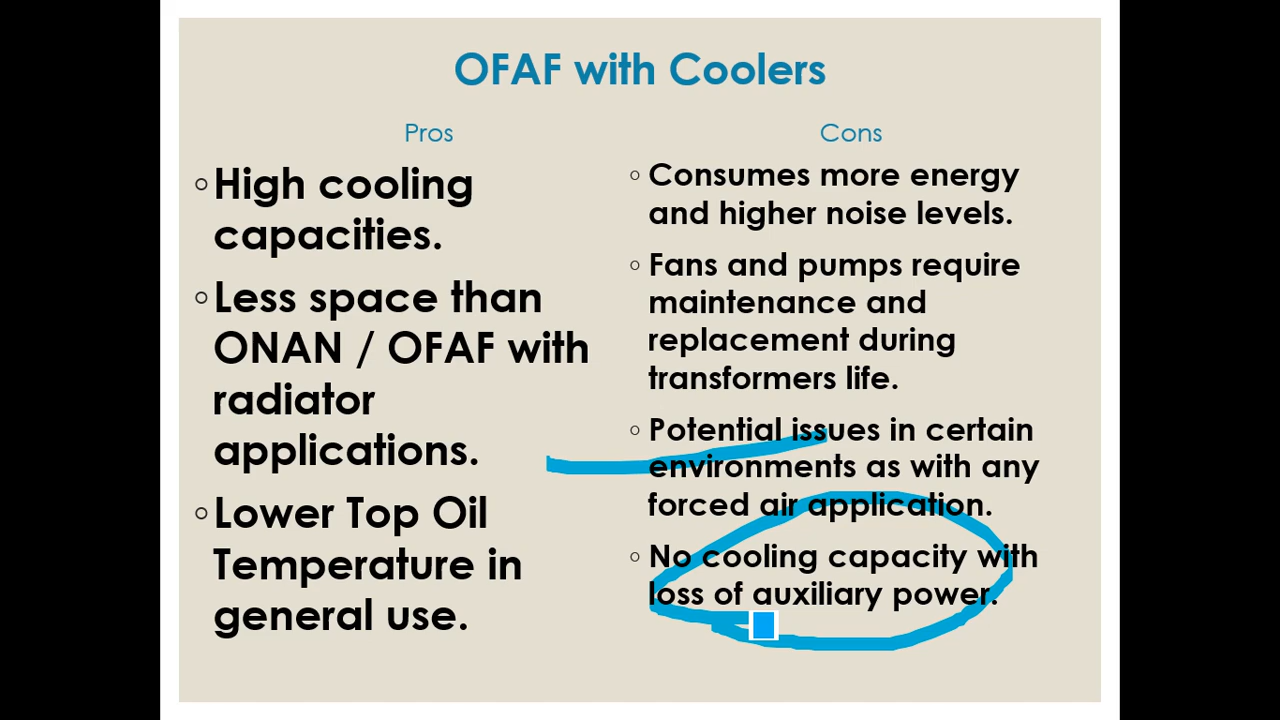 OFAF with Coolers
Pros
◦High cooling
capacities.
◦Less space than
ONAN / OFAF with
radiator
applications.
◦Lower Top Oil
Temperature in
general use.
Cons
◦ Consumes more energy
and higher noise levels.
◦ Fans and pumps require
maintenance and
replacement during
transformers life.
◦ Potential issues in certain
environments as with any
forced air application.
◦ No cooling capacity with
loss of auxiliary power.